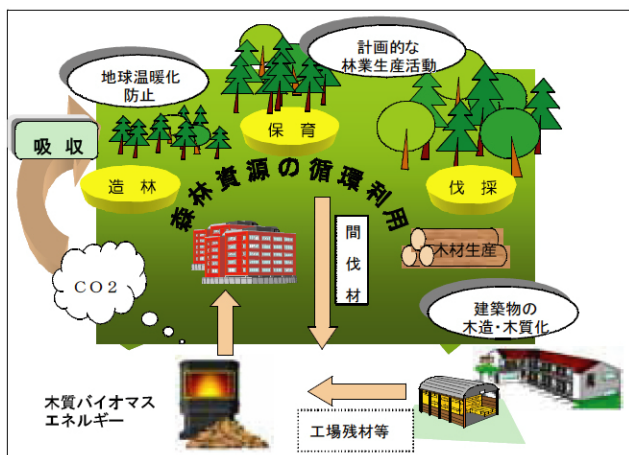 計画的な
林業生産活動
地球温暖化
防止
保 育
吸 収
造 林
伐 採
森林資源の循環利用
間伐材
木材生産
CO2
建築物の
木造・木質化
木質バイオマス
エネルギー
工場残材等